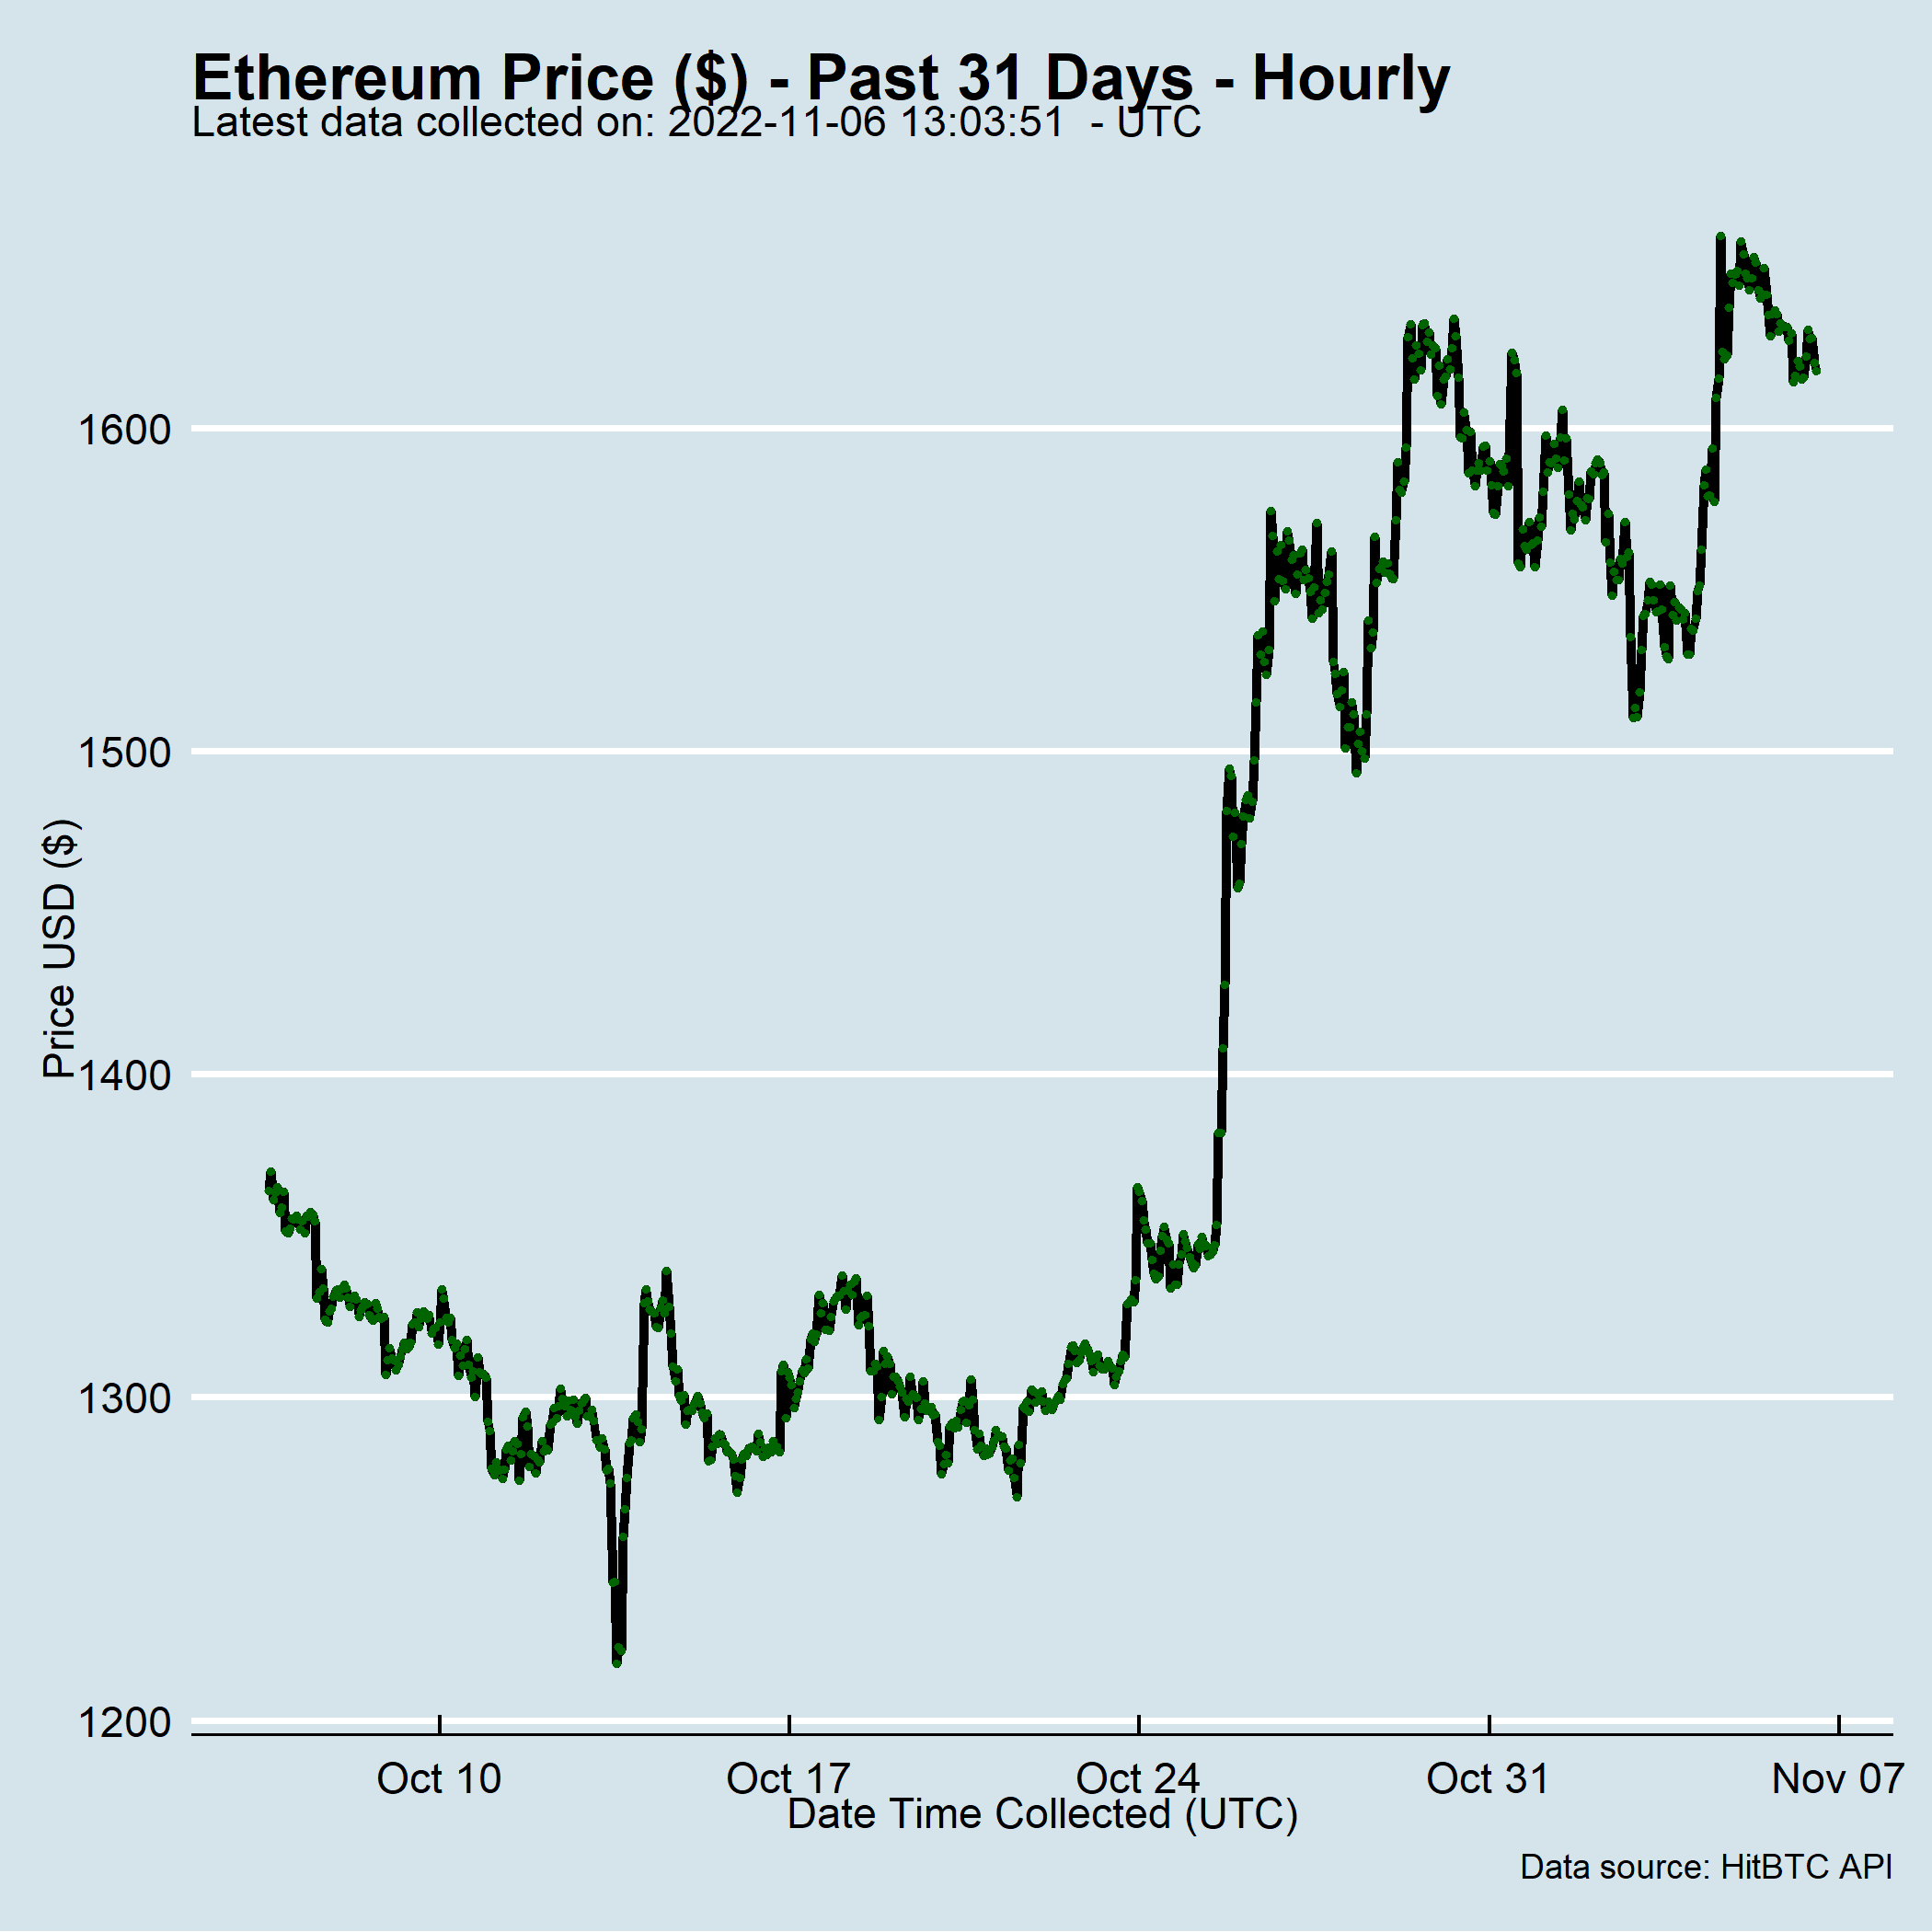 Ethereum Price ($) - Past 31 Days - Hourly
Latest data collected on: 2022-11-06 13:03:51  - UTC
1600
1500
1400
1300
1200
Price USD ($)
Oct 10
Oct 17
Oct 24
Oct 31
Nov 07
Date Time Collected (UTC)
Data source: HitBTC API